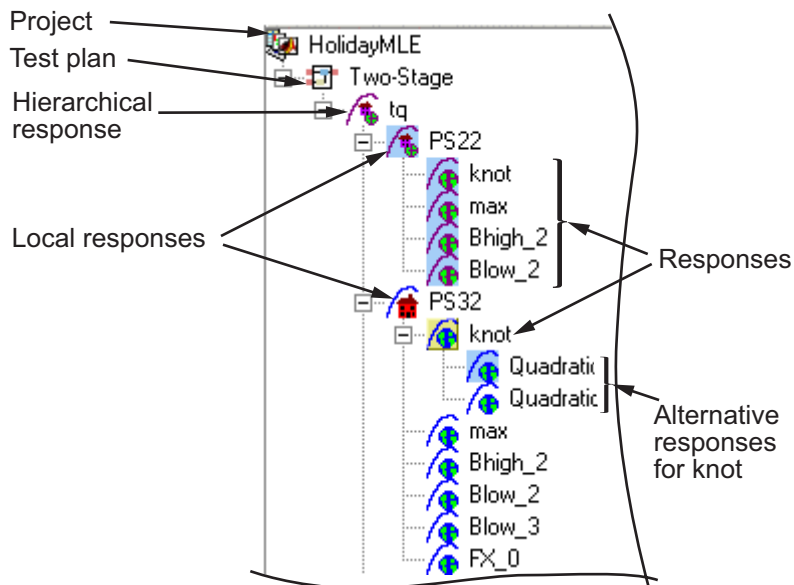 Project
HolidayMLE
Test plan
Two-Stage
Hierarchical
response
tq
PS22
knot
max
Bhigh_2
Blow_2
Local responses
Responses
PS32
knot
Quadratic
Quadratic
Alternative
responses
for knot
max
Bhigh_2
Blow_2
Blow_3
FX_0